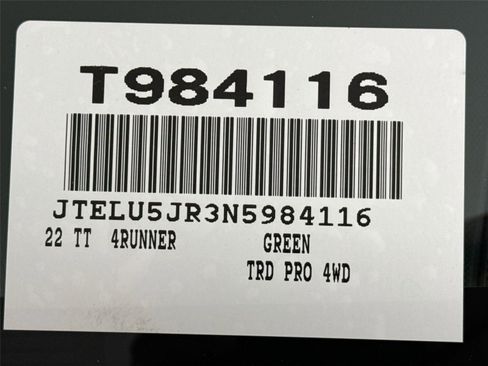 T984116
JTELU5JR3N5984116
22 TT 4RUNNER GREEN
TRD PRO 4WD